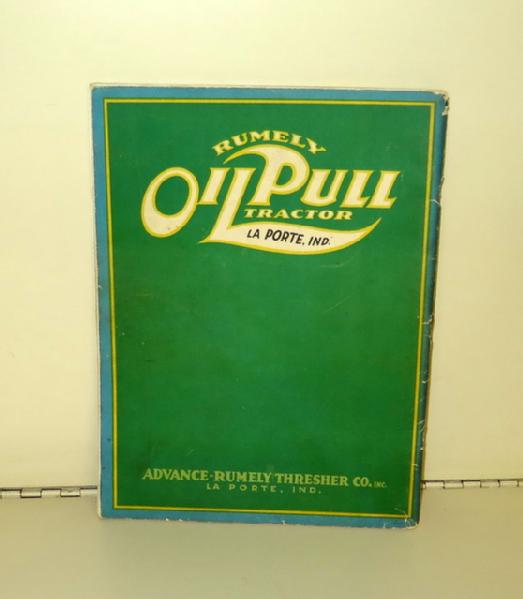 RUMELY
OILPULL
TRACTOR
LA PORTE, IND.
ADVANCE-RUMELY THRESHER CO. INC.
LA PORTE, IND.